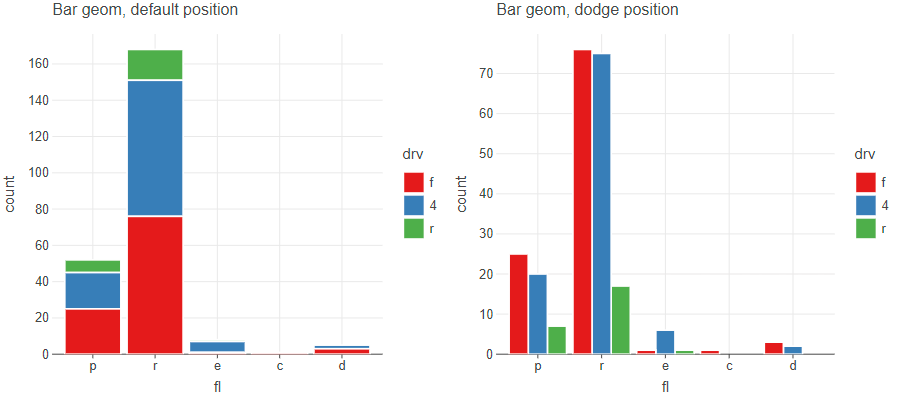 Bar geom, default position
160
140
120
100
80
60
40
20
0
count
p r e c d
fl
drv
f
4
r
Bar geom, dodge position
70
60
50
40
30
20
10
0
count
p r e c d
fl
drv
f
4
r